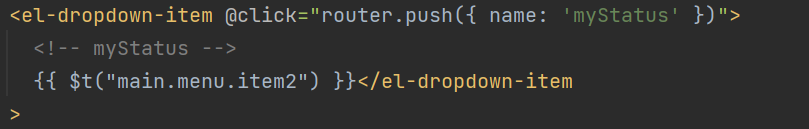 <el-dropdown-item @click="router.push({ name: 'myStatus' })">
<!-- myStatus -->
{{ $t("main.menu.item2") }}</el-dropdown-item
>